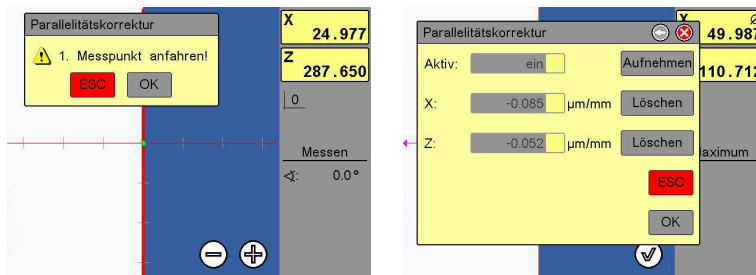 Parallelitätskorrektur
1. Messpunkt anfahren!
ESC
OK
X
24.977
Z
287.650
0
Messen
∢: 0.0°
Parallelitätskorrektur
X
49.987
Aktiv: ein Aufnehmen
110.712
X: -0.085 µm/mm Löschen
Z: -0.052 µm/mm Löschen
aximum
ESC
OK